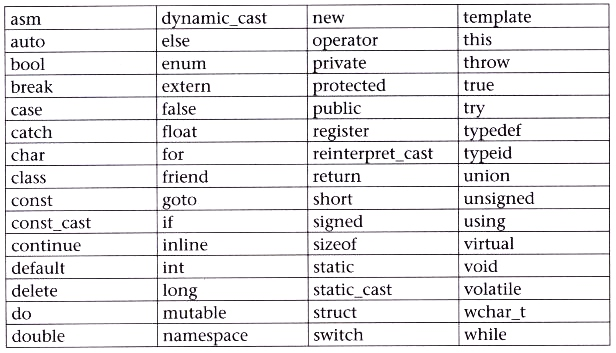 asm dynamic_cast new template
auto else operator this
bool enum private throw
break extern protected true
case false public try
catch float register typedef
char for reinterpret_cast typeid
class friend return union
const goto short unsigned
const_cast if signed using
continue inline sizeof virtual
default int static void
delete long static_cast volatile
do mutable struct wchar_t
double namespace switch while